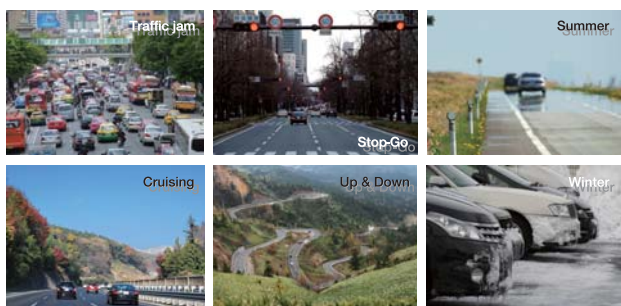 Traffic jam
Stop-Go
Summer
Cruising
Up & Down
Winter